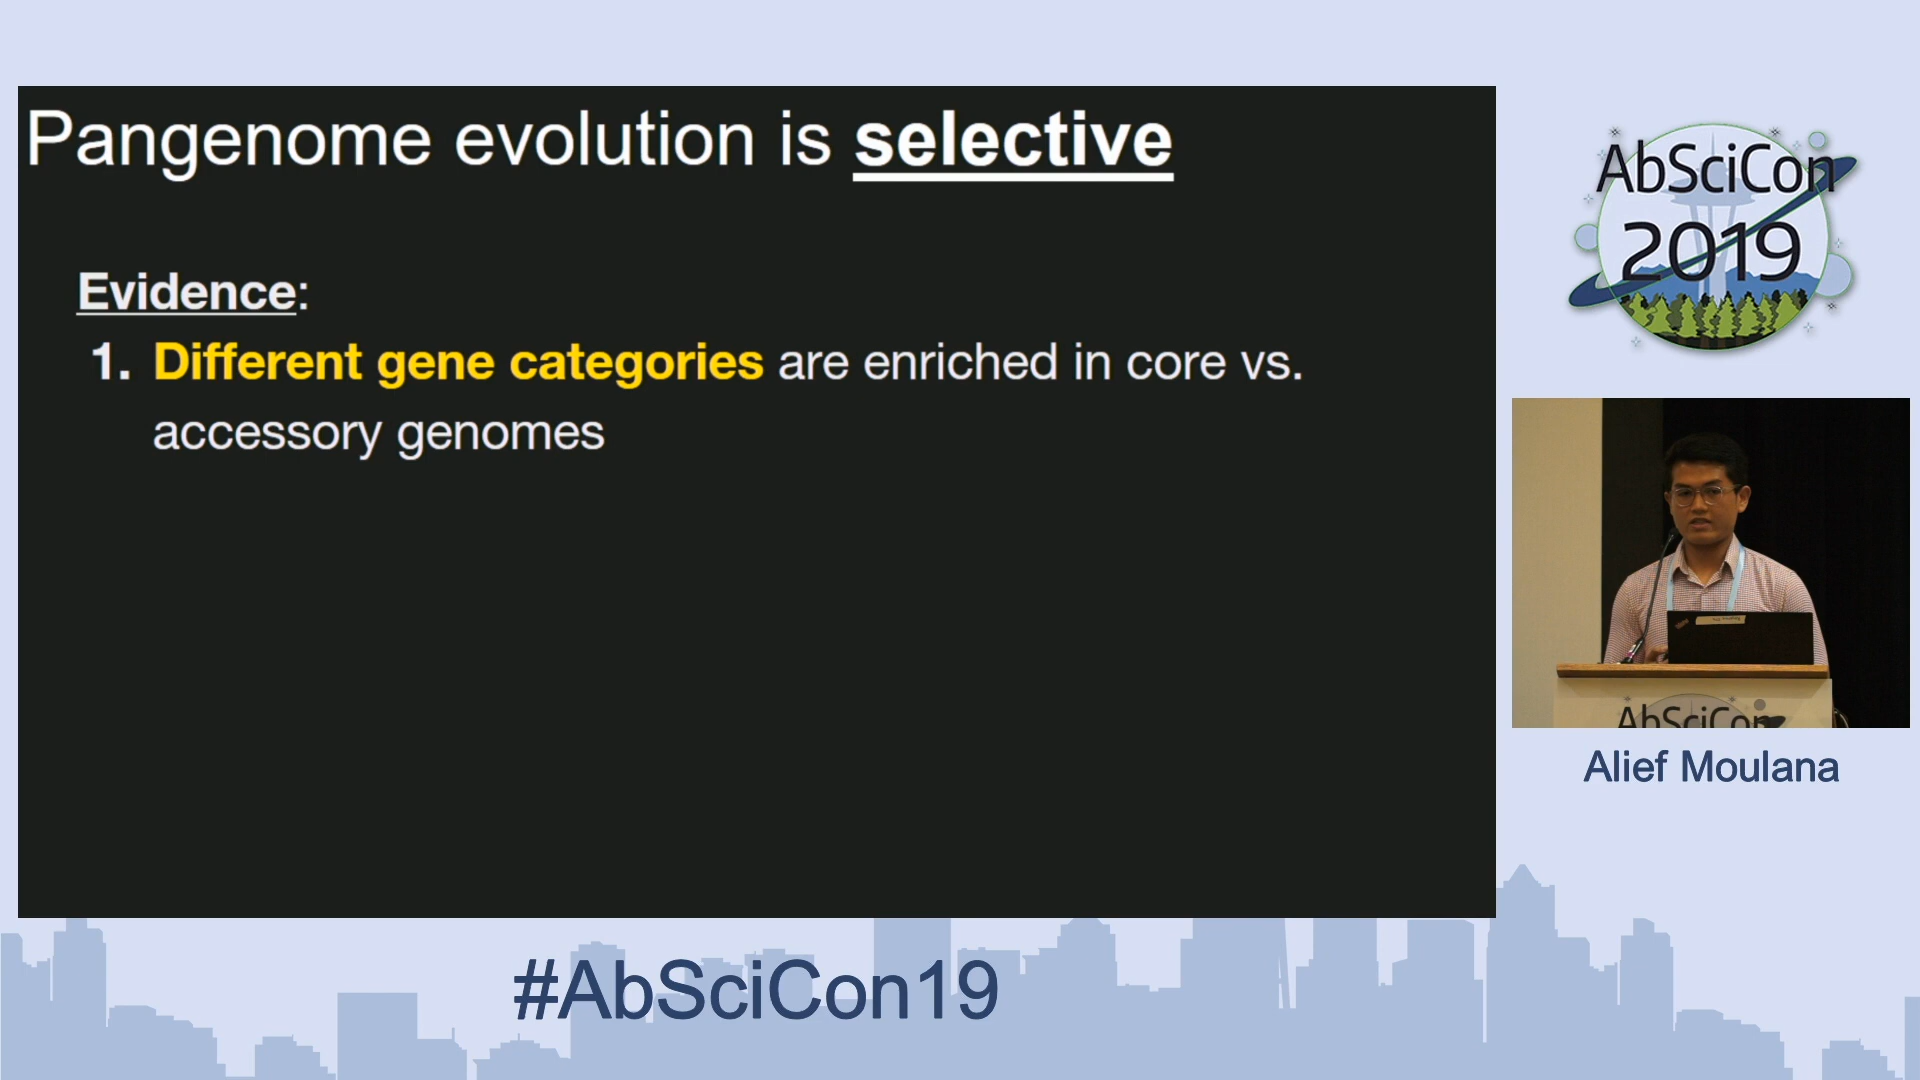 Pangenome evolution is selective
Evidence:
1. Different gene categories are enriched in core vs.
accessory genomes
AbSciCon
2019
AbSciCon
Alief Moulana
#AbSciCon19